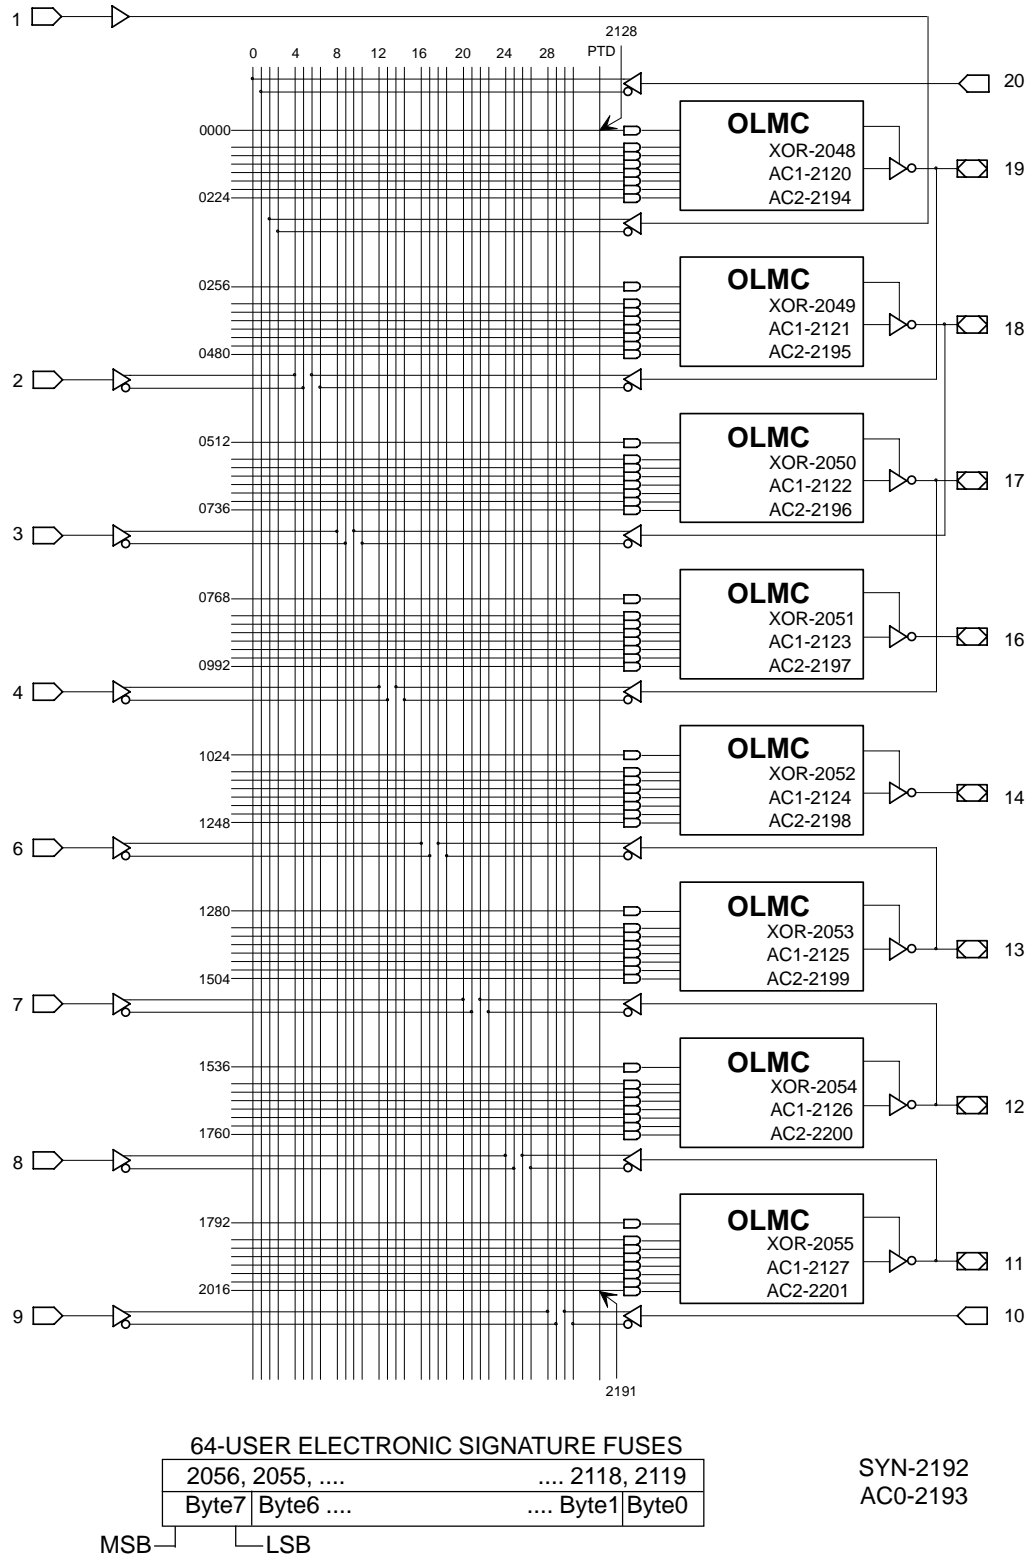 1
2128
0 4 8 12 16 20 24 28 PTD
20
0000
OLMC
XOR-2048
19
AC1-2120
AC2-2194
0224
0256
OLMC
XOR-2049
18
AC1-2121
AC2-2195
0480
2
0512
OLMC
XOR-2050
17
AC1-2122
AC2-2196
0736
3
0768
OLMC
XOR-2051
16
AC1-2123
AC2-2197
0992
4
1024
OLMC
XOR-2052
14
AC1-2124
AC2-2198
1248
6
1280
OLMC
XOR-2053
13
AC1-2125
AC2-2199
1504
7
1536
OLMC
XOR-2054
12
AC1-2126
AC2-2200
1760
8
1792
OLMC
XOR-2055
11
AC1-2127
AC2-2201
2016
9
10
2191
64-USER ELECTRONIC SIGNATURE FUSES
2056, 2055, .... .... 2118, 2119
Byte7 Byte6 .... .... Byte1 Byte0
MSB LSB
SYN-2192
AC0-2193